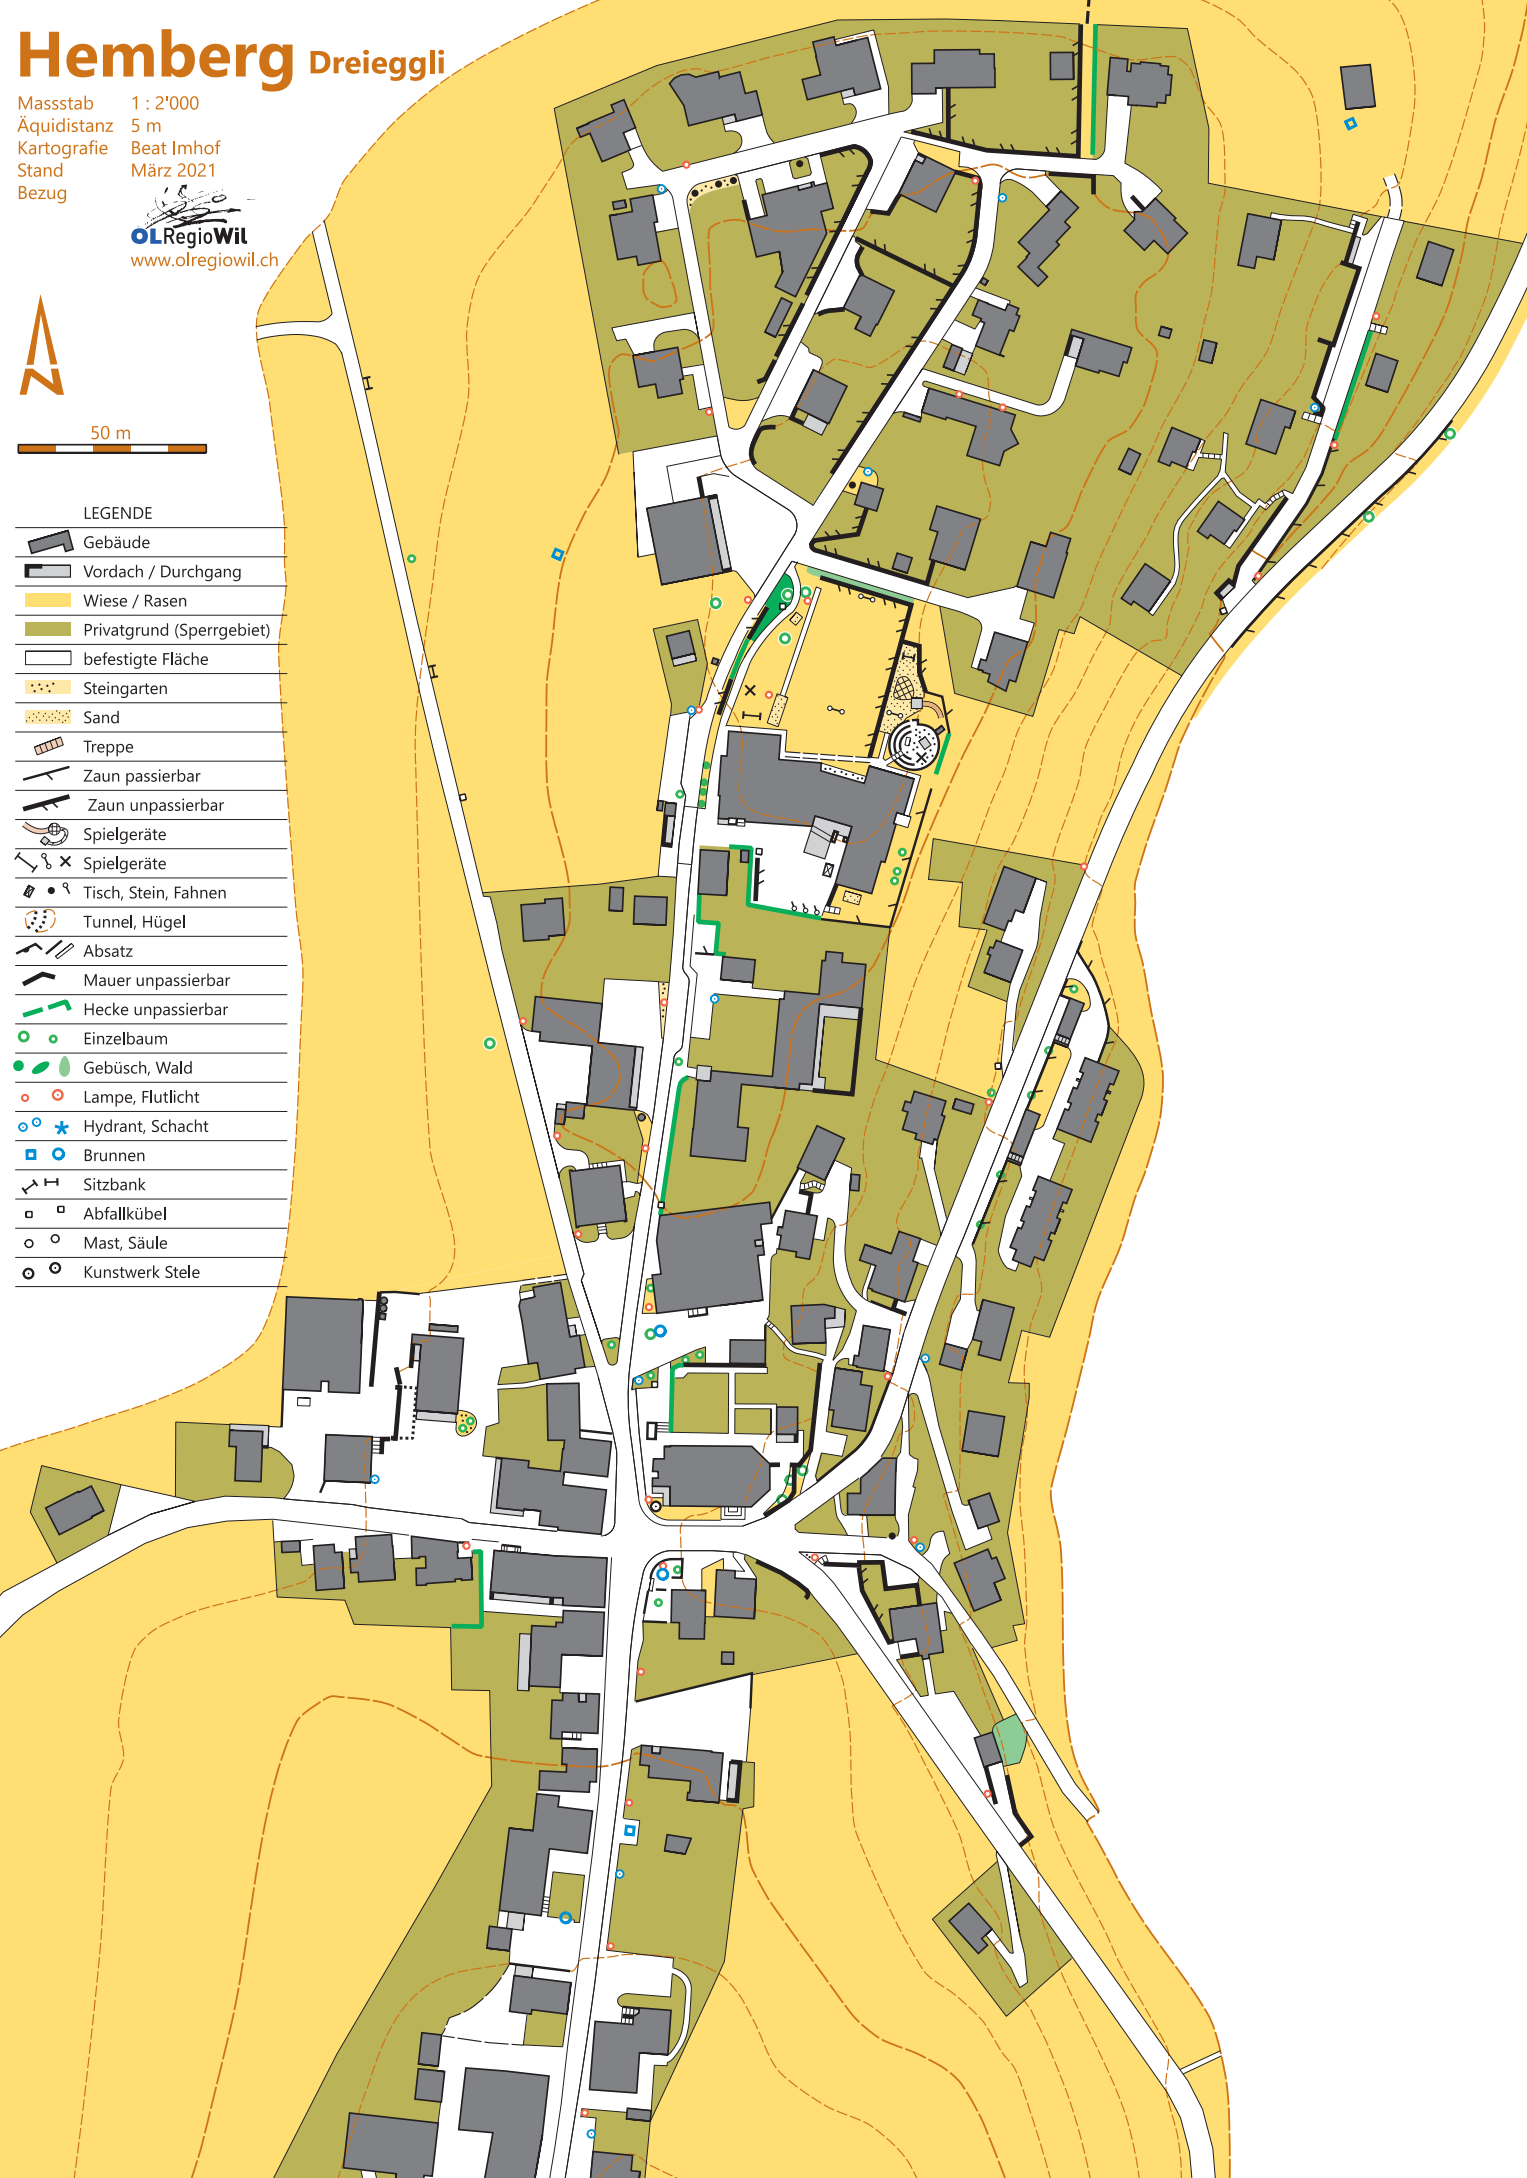 Hemberg Dreieggli
Massstab 1 : 2'000
Äquidistanz 5 m
Kartografie Beat Imhof
Stand März 2021
Bezug
OLRegioWil
www.olregiowil.ch
N
50 m
LEGENDE
Gebäude
Vordach / Durchgang
Wiese / Rasen
Privatgrund (Sperrgebiet)
befestigte Fläche
Steingarten
Sand
Treppe
Zaun passierbar
Zaun unpassierbar
Spielgeräte
Spielgeräte
Tisch, Stein, Fahnen
Tunnel, Hügel
Absatz
Mauer unpassierbar
Hecke unpassierbar
Einzelbaum
Gebüsch, Wald
Lampe, Flutlicht
Hydrant, Schacht
Brunnen
Sitzbank
Abfallkübel
Mast, Säule
Kunstwerk Stele